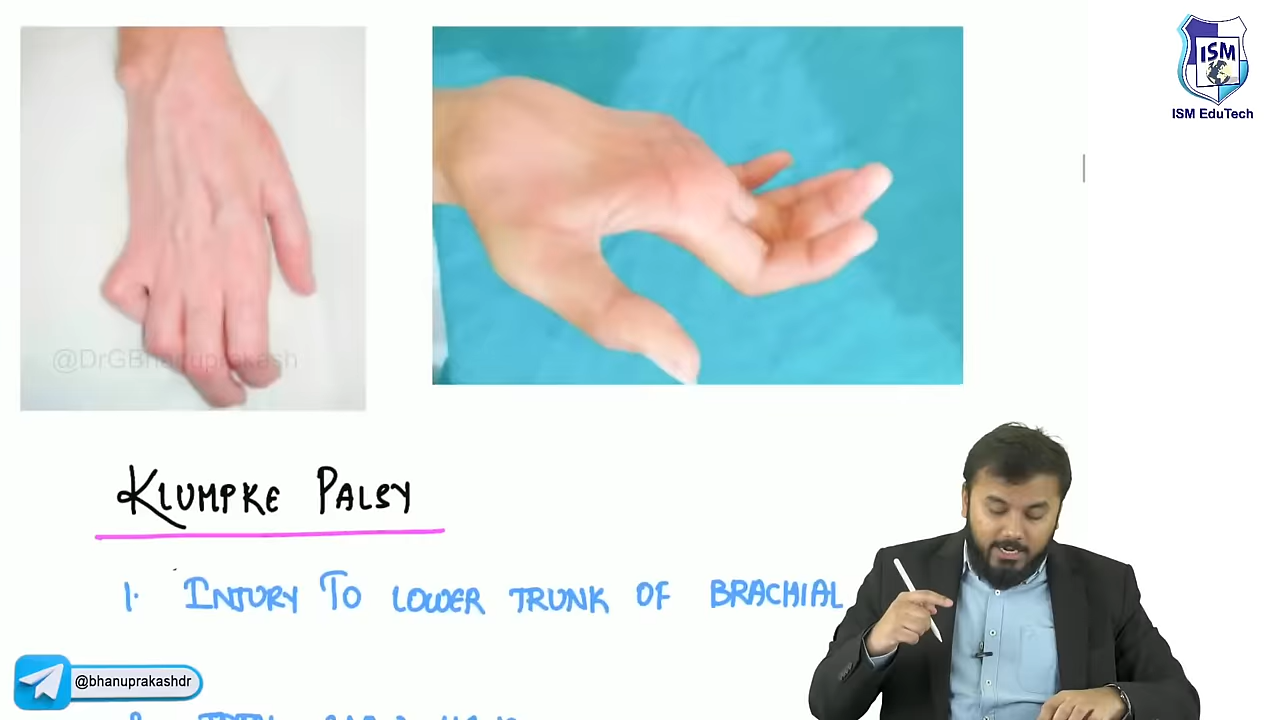 ISM
ISM EduTech
@DrGBhanuprakash
KLUMPKE PALSY
1. INJURY TO LOWER TRUNK OF BRACHIAL
@bhanuprakashdr